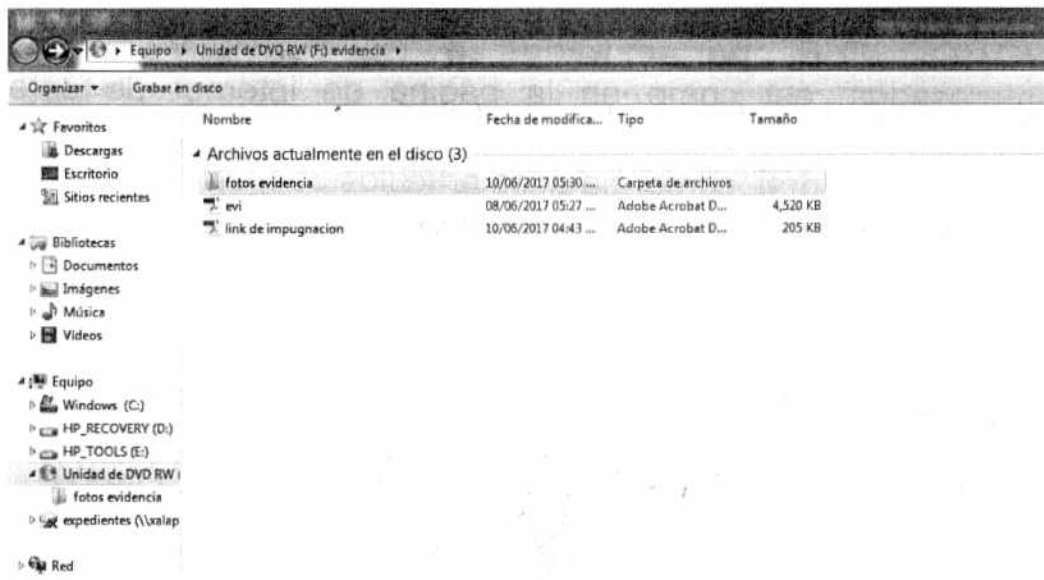 Equipo ▸ Unidad de DVD RW (F:) evidencia ▸
Organizar Grabar en disco
Nombre Fecha de modifica... Tipo Tamaño
Archivos actualmente en el disco (3)
fotos evidencia 10/06/2017 05:30 ... Carpeta de archivos
evi 08/06/2017 05:27 ... Adobe Acrobat D... 4,520 KB
link de impugnacion 10/06/2017 04:43 ... Adobe Acrobat D... 205 KB
Favoritos
Descargas
Escritorio
Sitios recientes
Bibliotecas
Documentos
Imágenes
Música
Videos
Equipo
Windows (C:)
HP_RECOVERY (D:)
HP_TOOLS (E:)
Unidad de DVD RW (
fotos evidencia
expedientes (\\xalap
Red